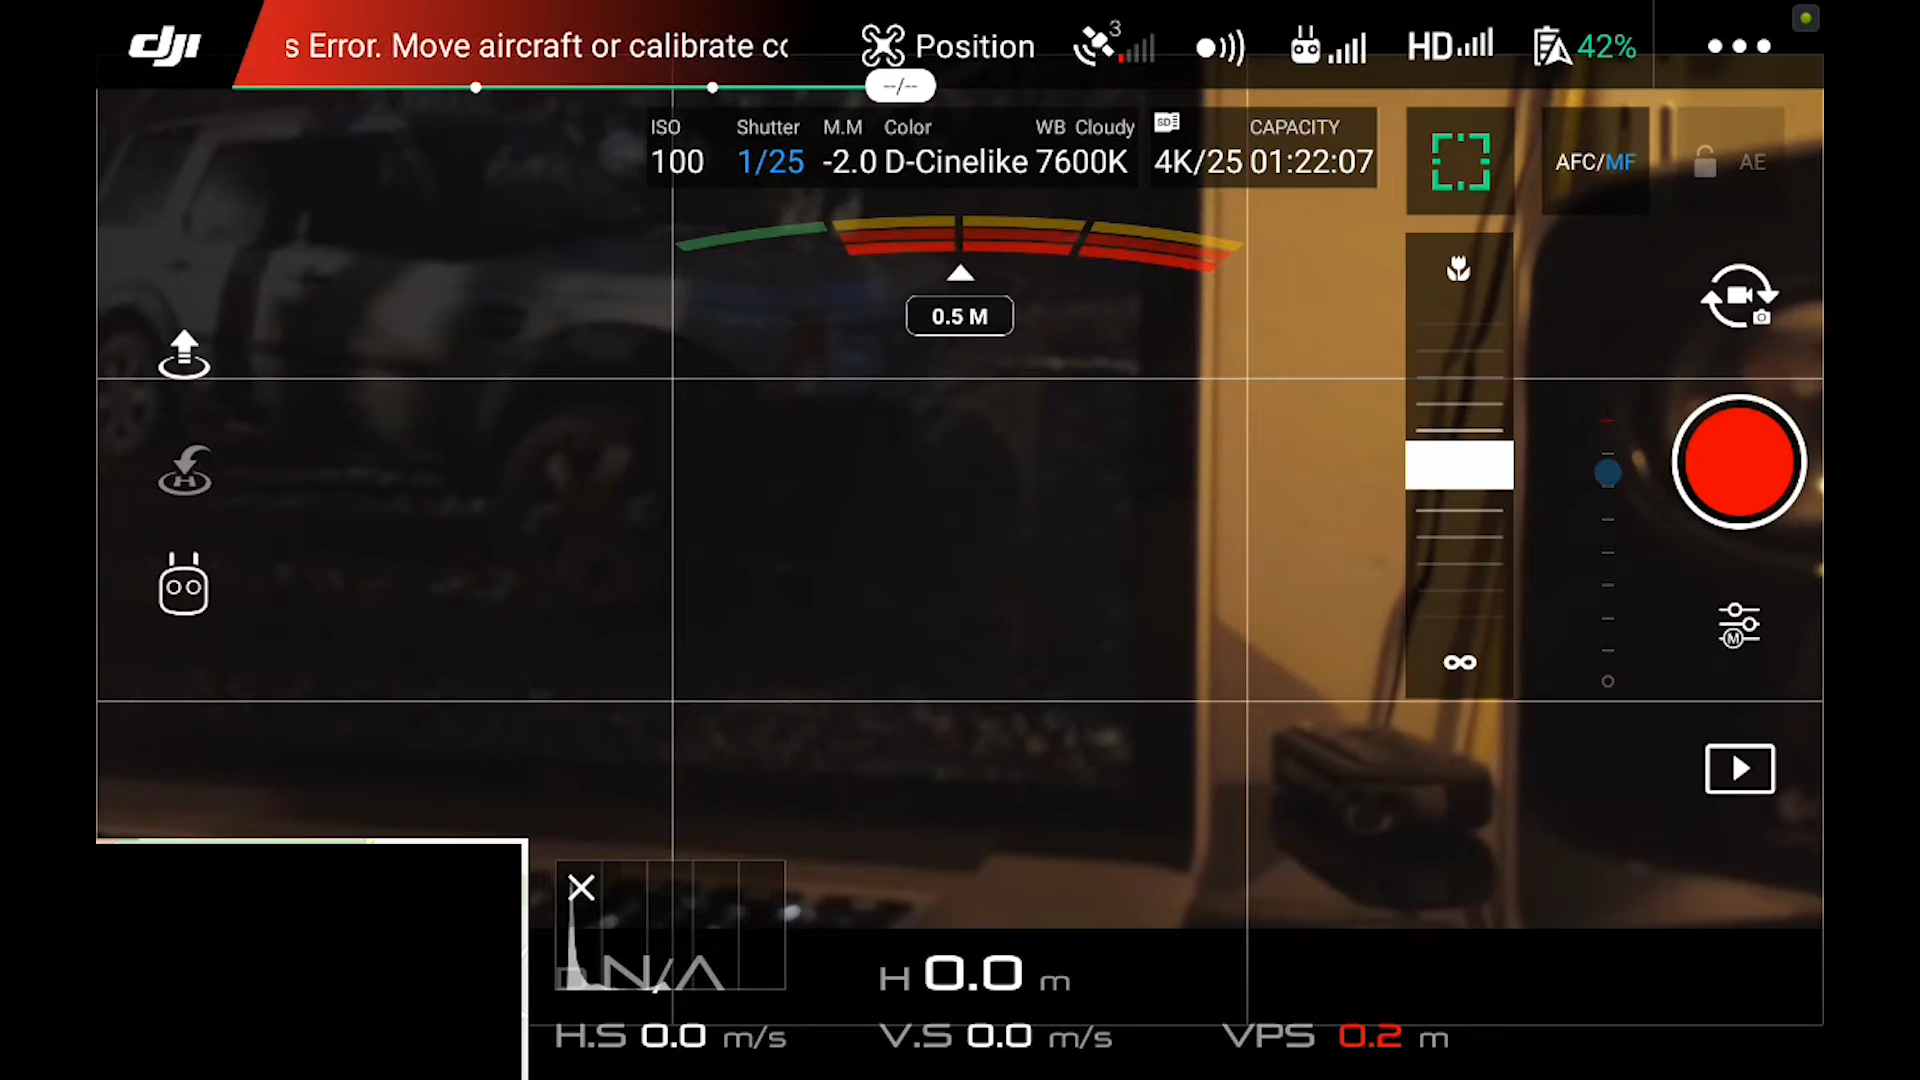 dji
s Error. Move aircraft or calibrate co
Position
3
HD
42%
--/--
ISO Shutter M.M Color WB Cloudy
100 1/25 -2.0 D-Cinelike 7600K
SD CAPACITY
4K/25 01:22:07
AFC/MF
AE
0.5 M
H
∞
M
D N/A
H 0.0 m
H.S 0.0 m/s
V.S 0.0 m/s
VPS 0.2 m